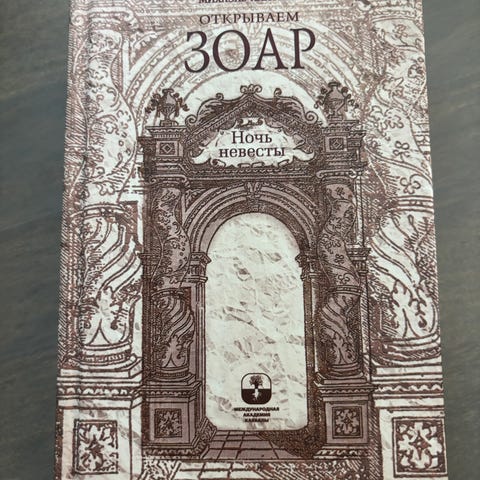 ОТКРЫВАЕМ
ЗОАР
Ночь
невесты
МЕЖДУНАРОДНАЯ
АКАДЕМИЯ
КАББАЛЫ